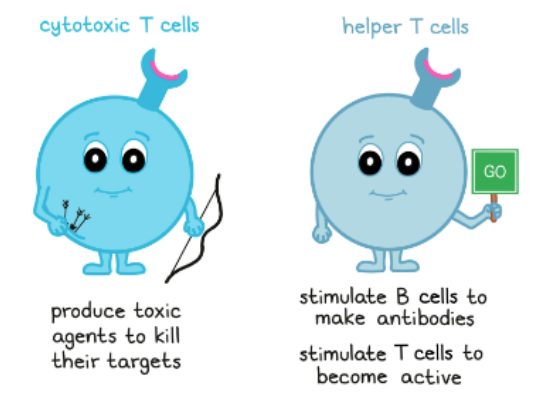 cytotoxic T cells
produce toxic
agents to kill
their targets
helper T cells
GO
stimulate B cells to
make antibodies
stimulate T cells to
become active